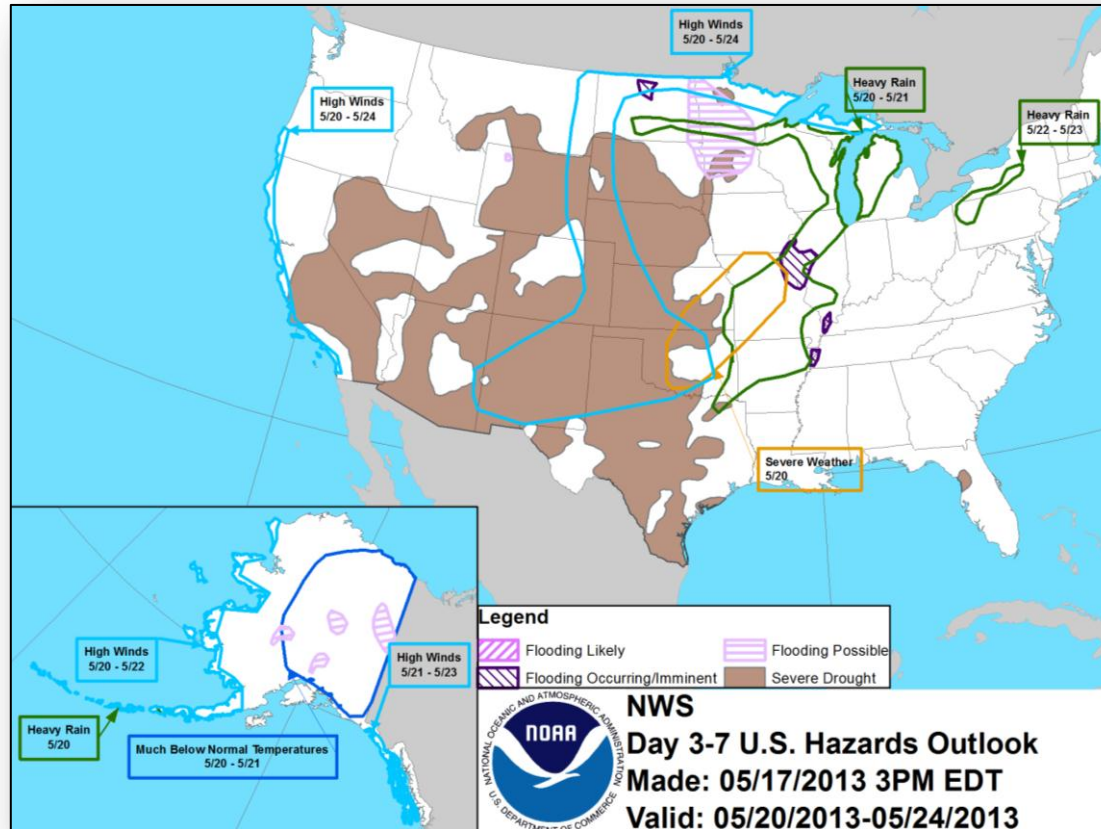 High Winds
5/20 - 5/24
High Winds
5/20 - 5/24
Heavy Rain
5/20 - 5/21
Heavy Rain
5/22 - 5/23
Severe Weather
5/20
High Winds
5/20 - 5/22
High Winds
5/21 - 5/23
Heavy Rain
5/20
Much Below Normal Temperatures
5/20 - 5/21
Legend
Flooding Likely
Flooding Possible
Flooding Occurring/Imminent
Severe Drought
NATIONAL OCEANIC AND ATMOSPHERIC ADMINISTRATION
U.S. DEPARTMENT OF COMMERCE
NOAA
NWS
Day 3-7 U.S. Hazards Outlook
Made: 05/17/2013 3PM EDT
Valid: 05/20/2013-05/24/2013